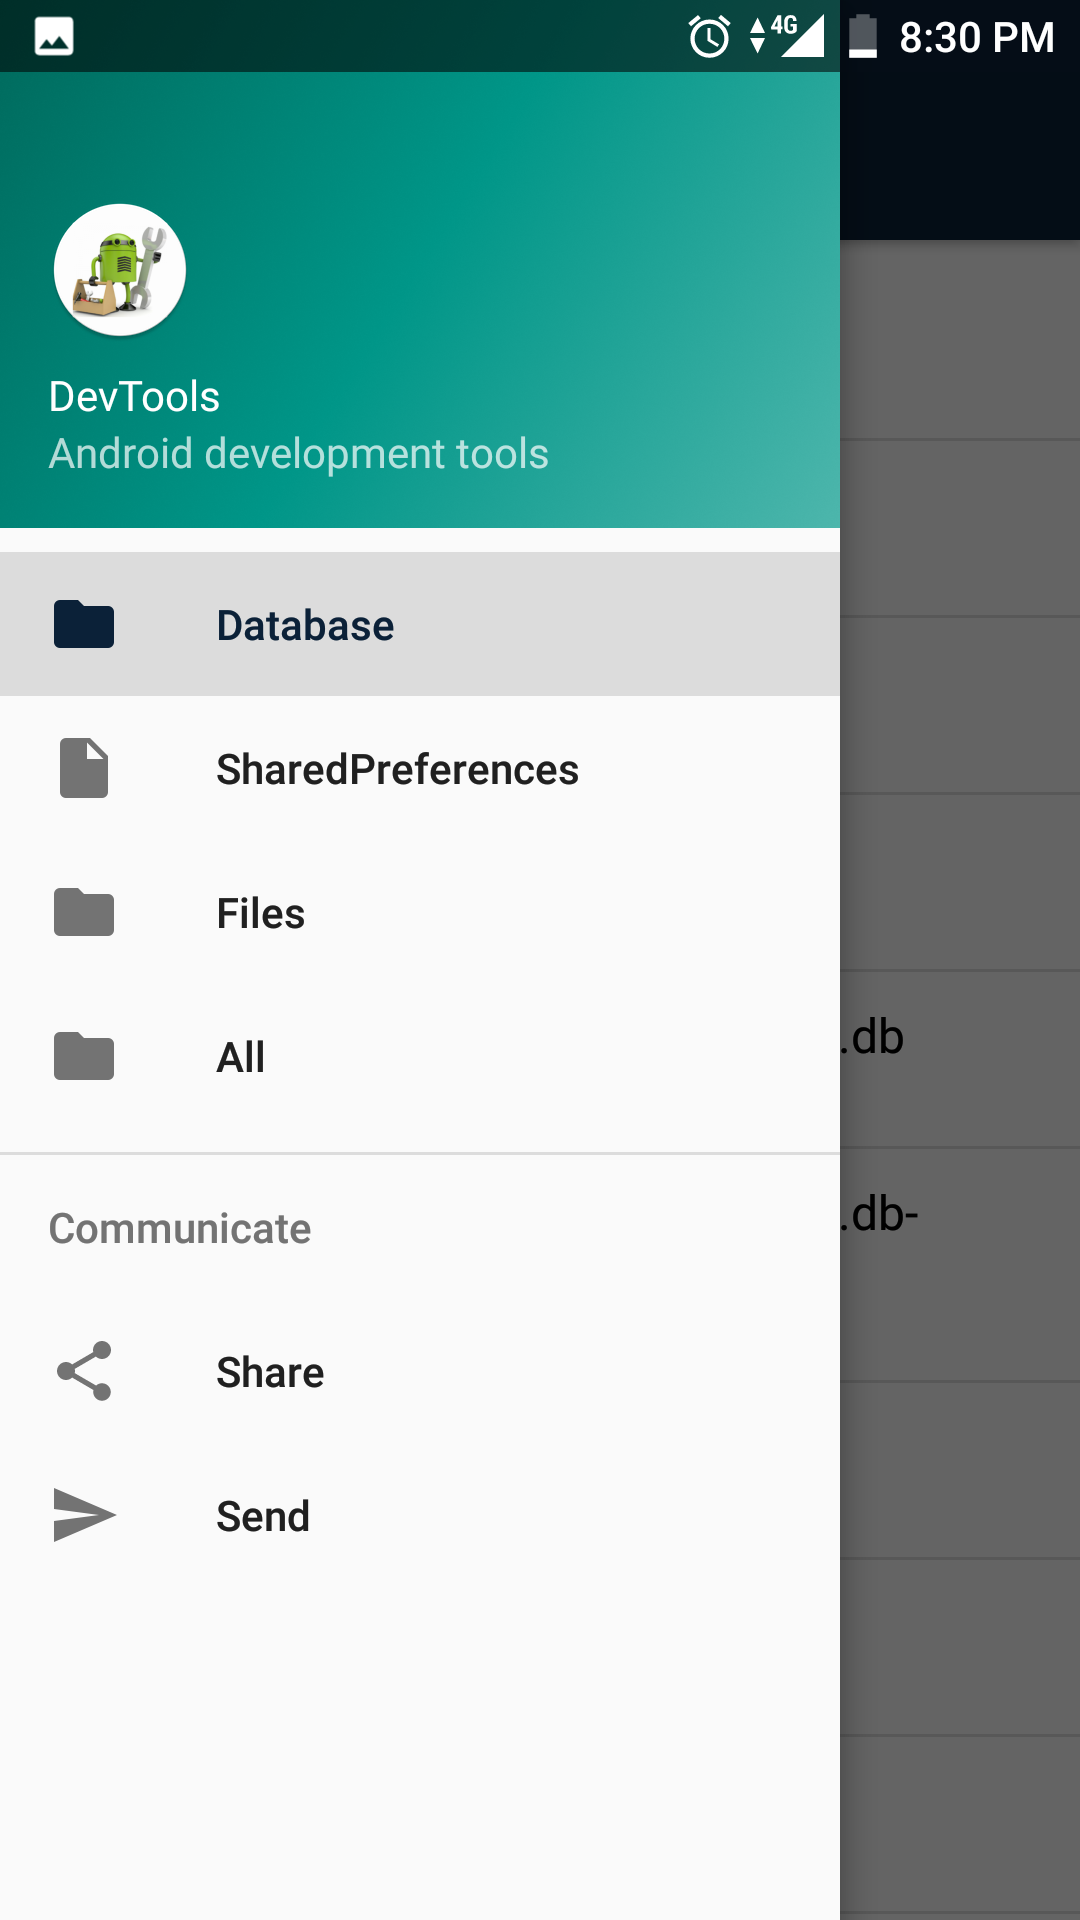 4G 8:30 PM
DevTools
Android development tools
Database
SharedPreferences
Files
All
.db
.db-
Communicate
Share
Send